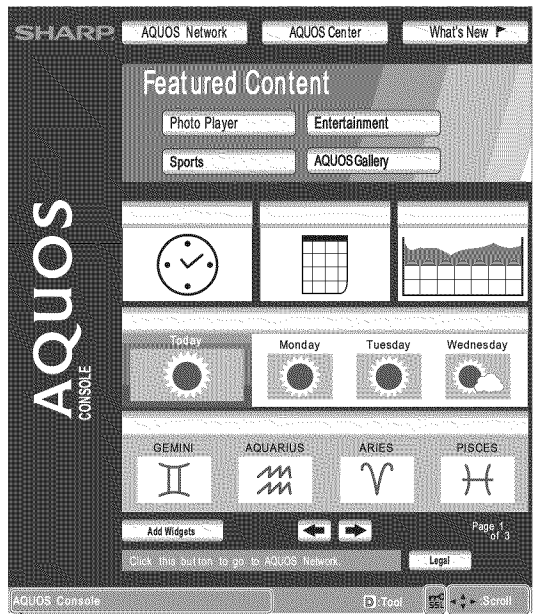 SHARP
AQUOS Network
AQUOS Center
What's New
Featured Content
Photo Player
Entertainment
Sports
AQUOS Gallery
AQUOS
CONSOLE
Today
Monday
Tuesday
Wednesday
GEMINI
AQUARIUS
ARIES
PISCES
Add Widgets
Page 1
of 3
Click this button to go to AQUOS Network.
Legal
AQUOS Console
D:Tool
:Scroll